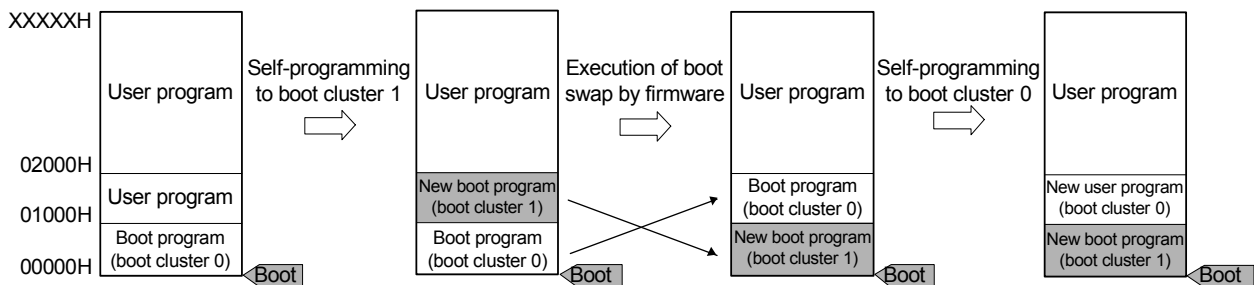 XXXXXH
User program
02000H
User program
01000H
Boot program
(boot cluster 0)
00000H
Boot
Self-programming
to boot cluster 1
User program
New boot program
(boot cluster 1)
Boot program
(boot cluster 0)
Boot
Execution of boot
swap by firmware
User program
Boot program
(boot cluster 0)
New boot program
(boot cluster 1)
Boot
Self-programming
to boot cluster 0
User program
New user program
(boot cluster 0)
New boot program
(boot cluster 1)
Boot